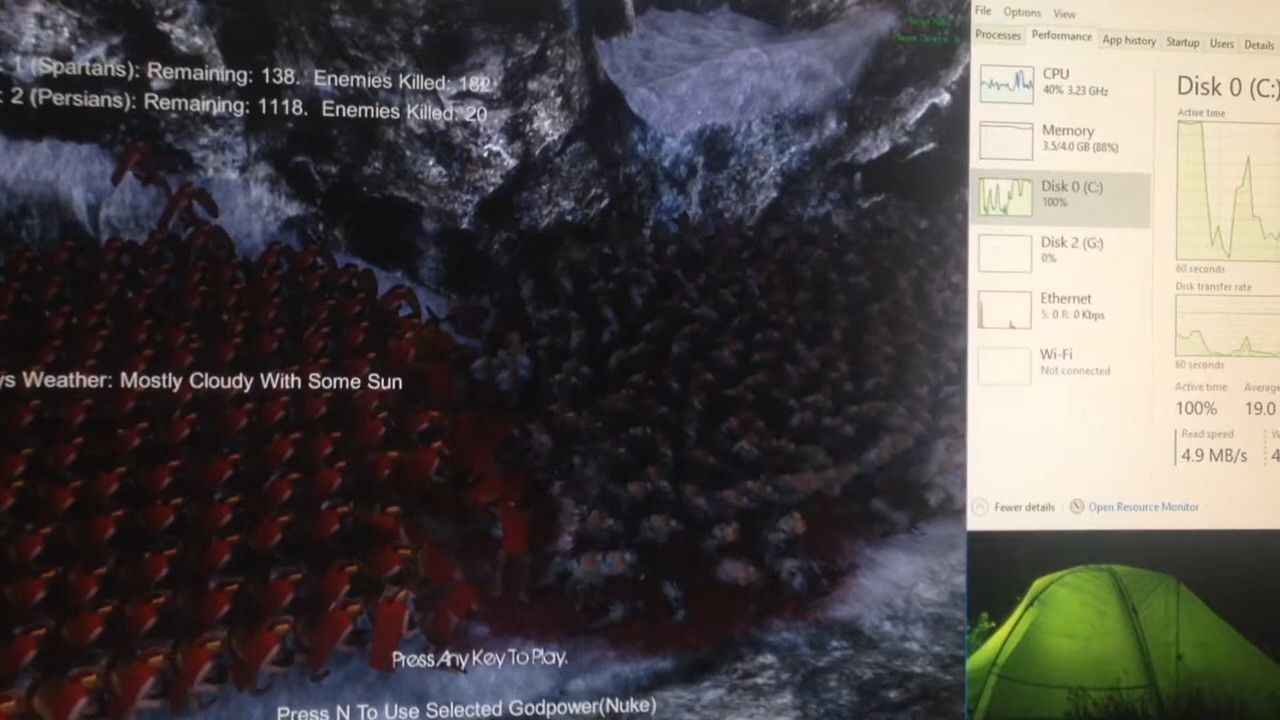 1 (Spartans): Remaining: 138. Enemies Killed: 182
2 (Persians): Remaining: 1118. Enemies Killed: 20
Weather: Mostly Cloudy With Some Sun
Press Any Key To Play.
Press N To Use Selected Godpower(Nuke)
File Options View
Processes Performance App history Startup Users Details
CPU
40% 3.23 GHz
Memory
3.5/4.0 GB (88%)
Disk 0 (C:)
100%
Disk 2 (G:)
0%
Ethernet
S: 0 R: 0 Kbps
Wi-Fi
Not connected
Disk 0 (C:)
Active time
60 seconds
Disk transfer rate
60 seconds
Active time Average
100% 19.0
Read speed W
4.9 MB/s 4
Fewer details Open Resource Monitor